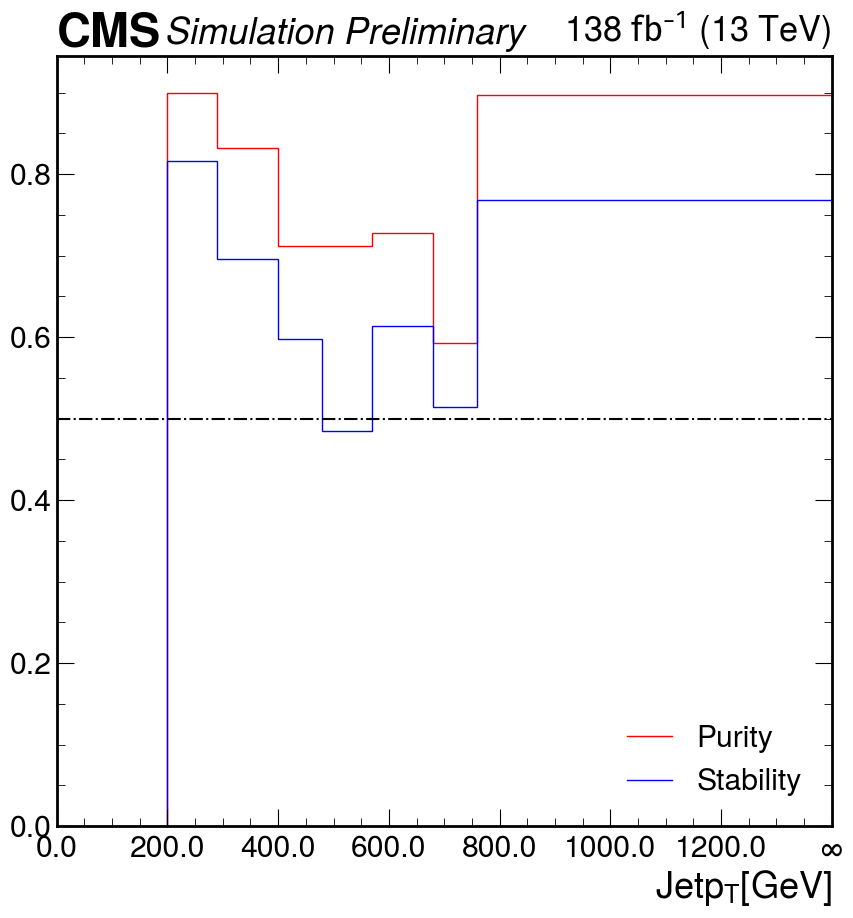 CMS Simulation Preliminary 138 fb⁻¹ (13 TeV)
0.8
0.6
0.4
0.2
0.0
Purity
Stability
0.0 200.0 400.0 600.0 800.0 1000.0 1200.0 ∞
Jetp_T[GeV]